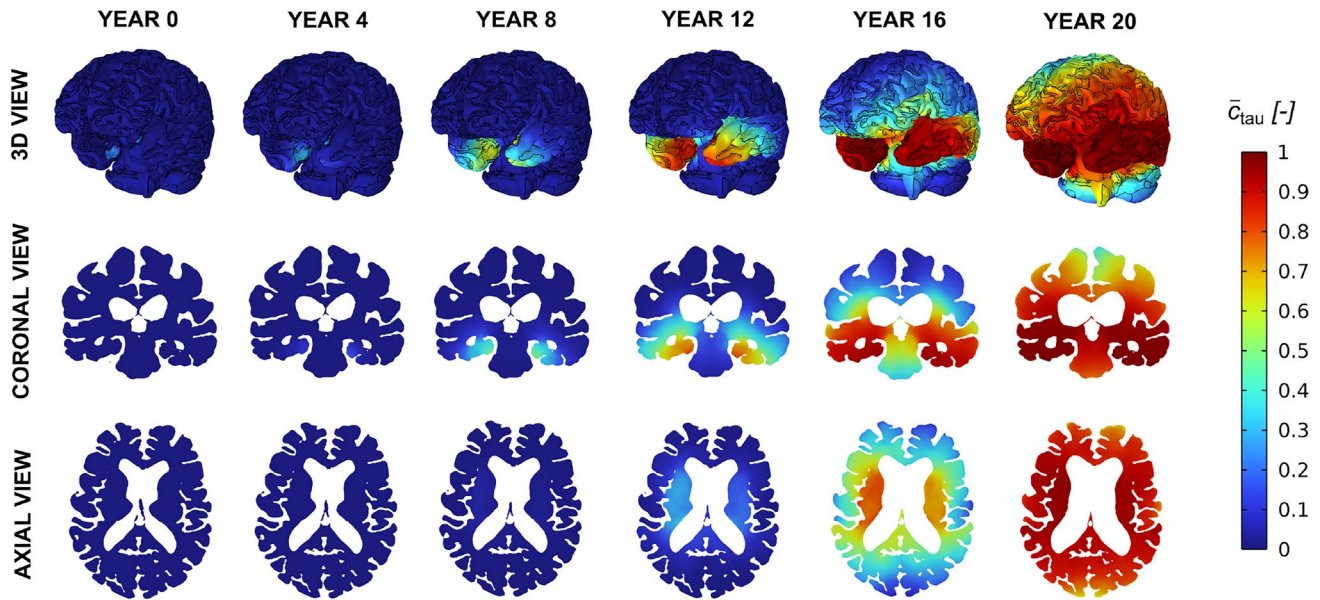 YEAR 0 YEAR 4 YEAR 8 YEAR 12 YEAR 16 YEAR 20
3D VIEW
CORONAL VIEW
AXIAL VIEW
c̅tau [-]
1
0.9
0.8
0.7
0.6
0.5
0.4
0.3
0.2
0.1
0